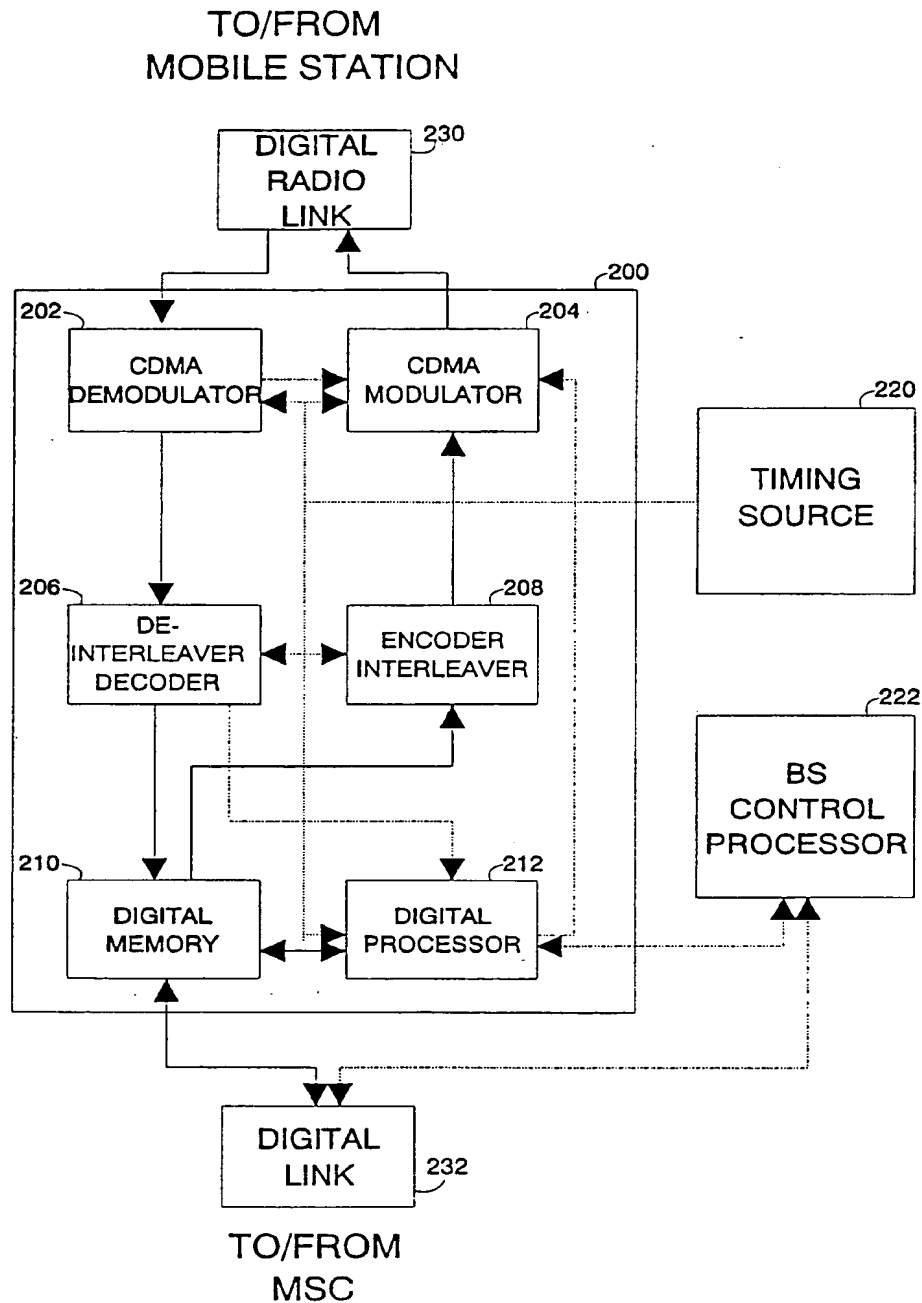 TO/FROM
MOBILE STATION
230
DIGITAL
RADIO
LINK
200
202
204
CDMA
DEMODULATOR
CDMA
MODULATOR
220
TIMING
SOURCE
206
208
DE-
INTERLEAVER
DECODER
ENCODER
INTERLEAVER
222
BS
CONTROL
PROCESSOR
210
212
DIGITAL
MEMORY
DIGITAL
PROCESSOR
DIGITAL
LINK
232
TO/FROM
MSC